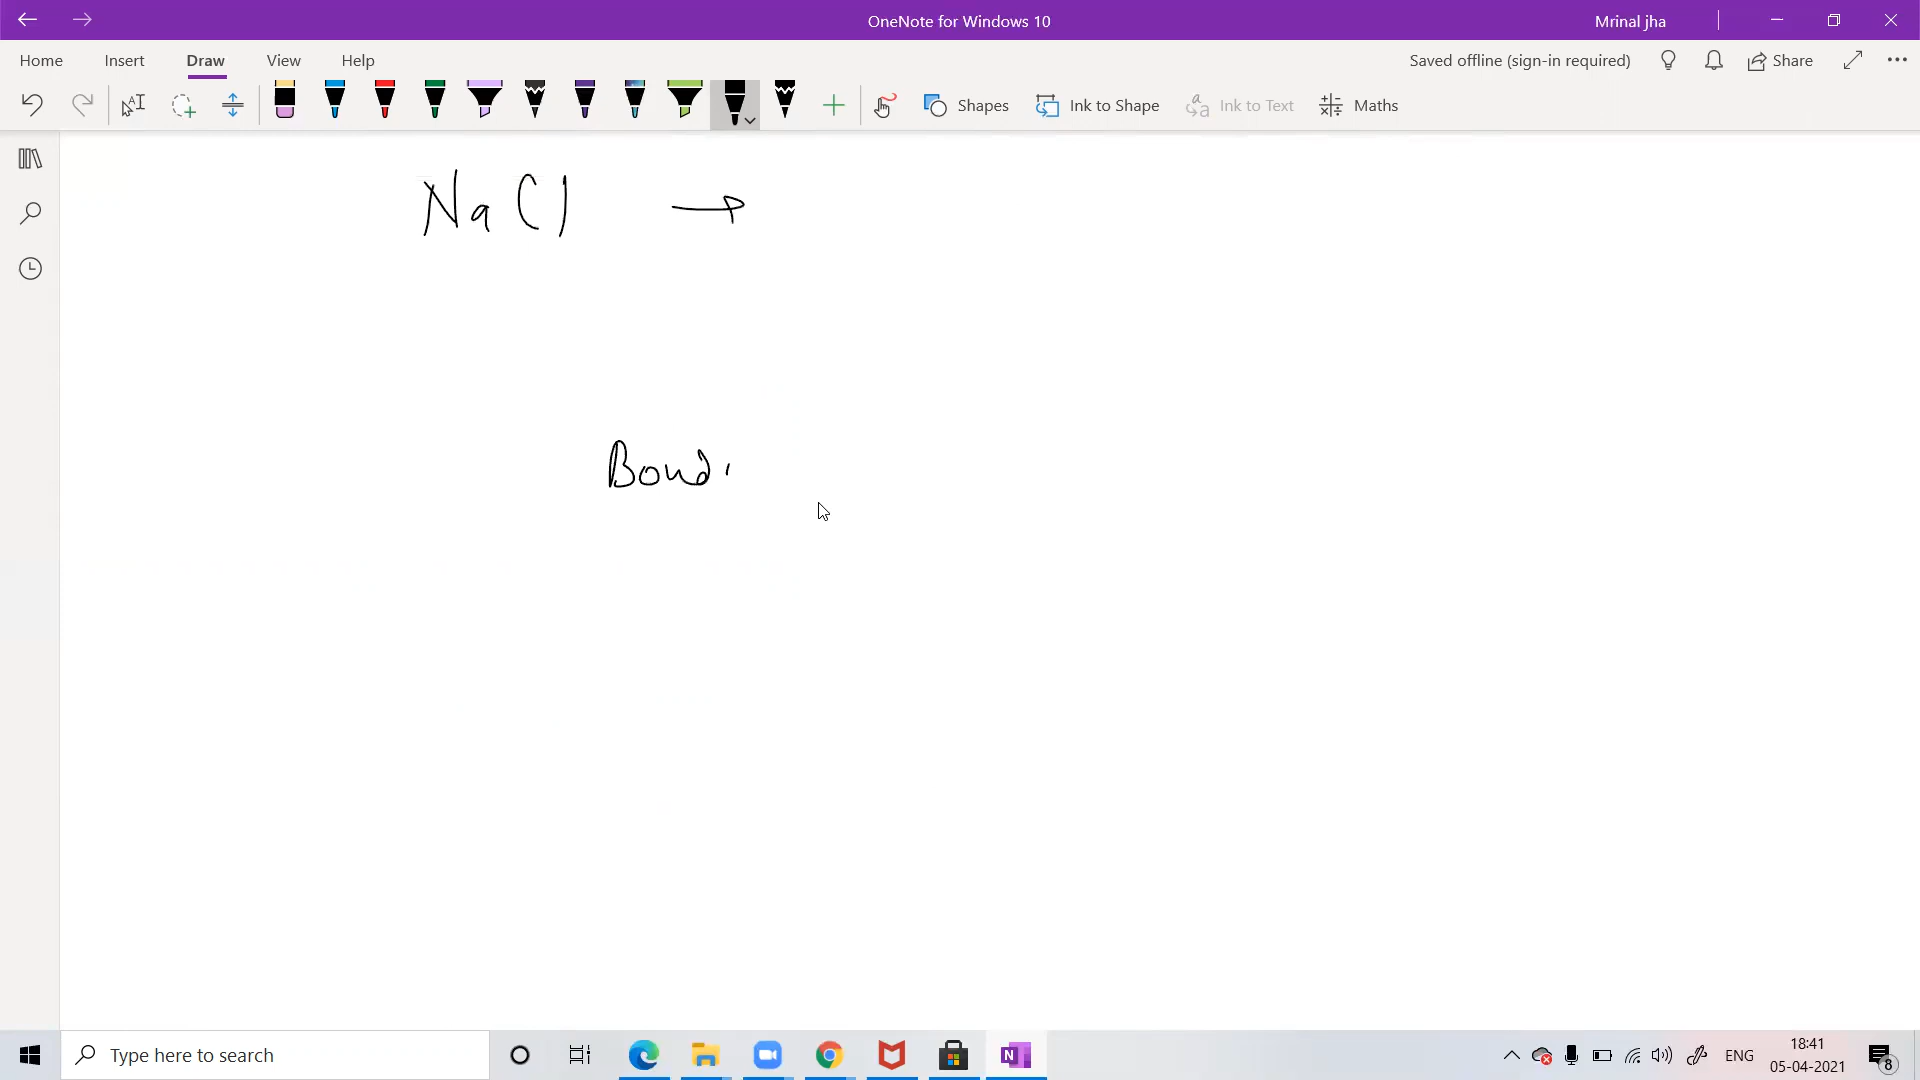 OneNote for Windows 10
Mrinal jha
Home Insert Draw View Help
Saved offline (sign-in required) Share
Shapes Ink to Shape Ink to Text Maths
NaCl →
Bond
Type here to search
ENG
18:41
05-04-2021
8